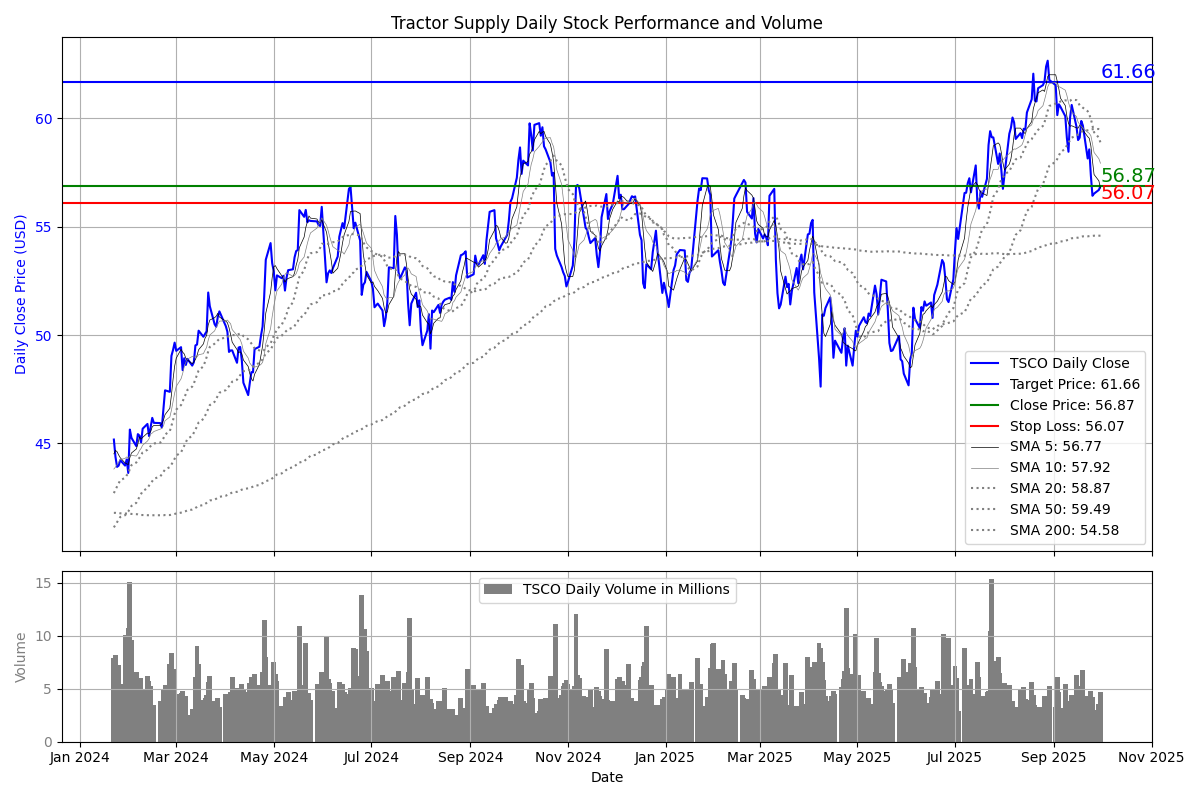 Tractor Supply Daily Stock Performance and Volume
Daily Close Price (USD)
60
55
50
45
61.66
56.87
56.07
TSCO Daily Close
Target Price: 61.66
Close Price: 56.87
Stop Loss: 56.07
SMA 5: 56.77
SMA 10: 57.92
SMA 20: 58.87
SMA 50: 59.49
SMA 200: 54.58
Volume
15
10
5
0
TSCO Daily Volume in Millions
Jan 2024 Mar 2024 May 2024 Jul 2024 Sep 2024 Nov 2024 Jan 2025 Mar 2025 May 2025 Jul 2025 Sep 2025 Nov 2025
Date